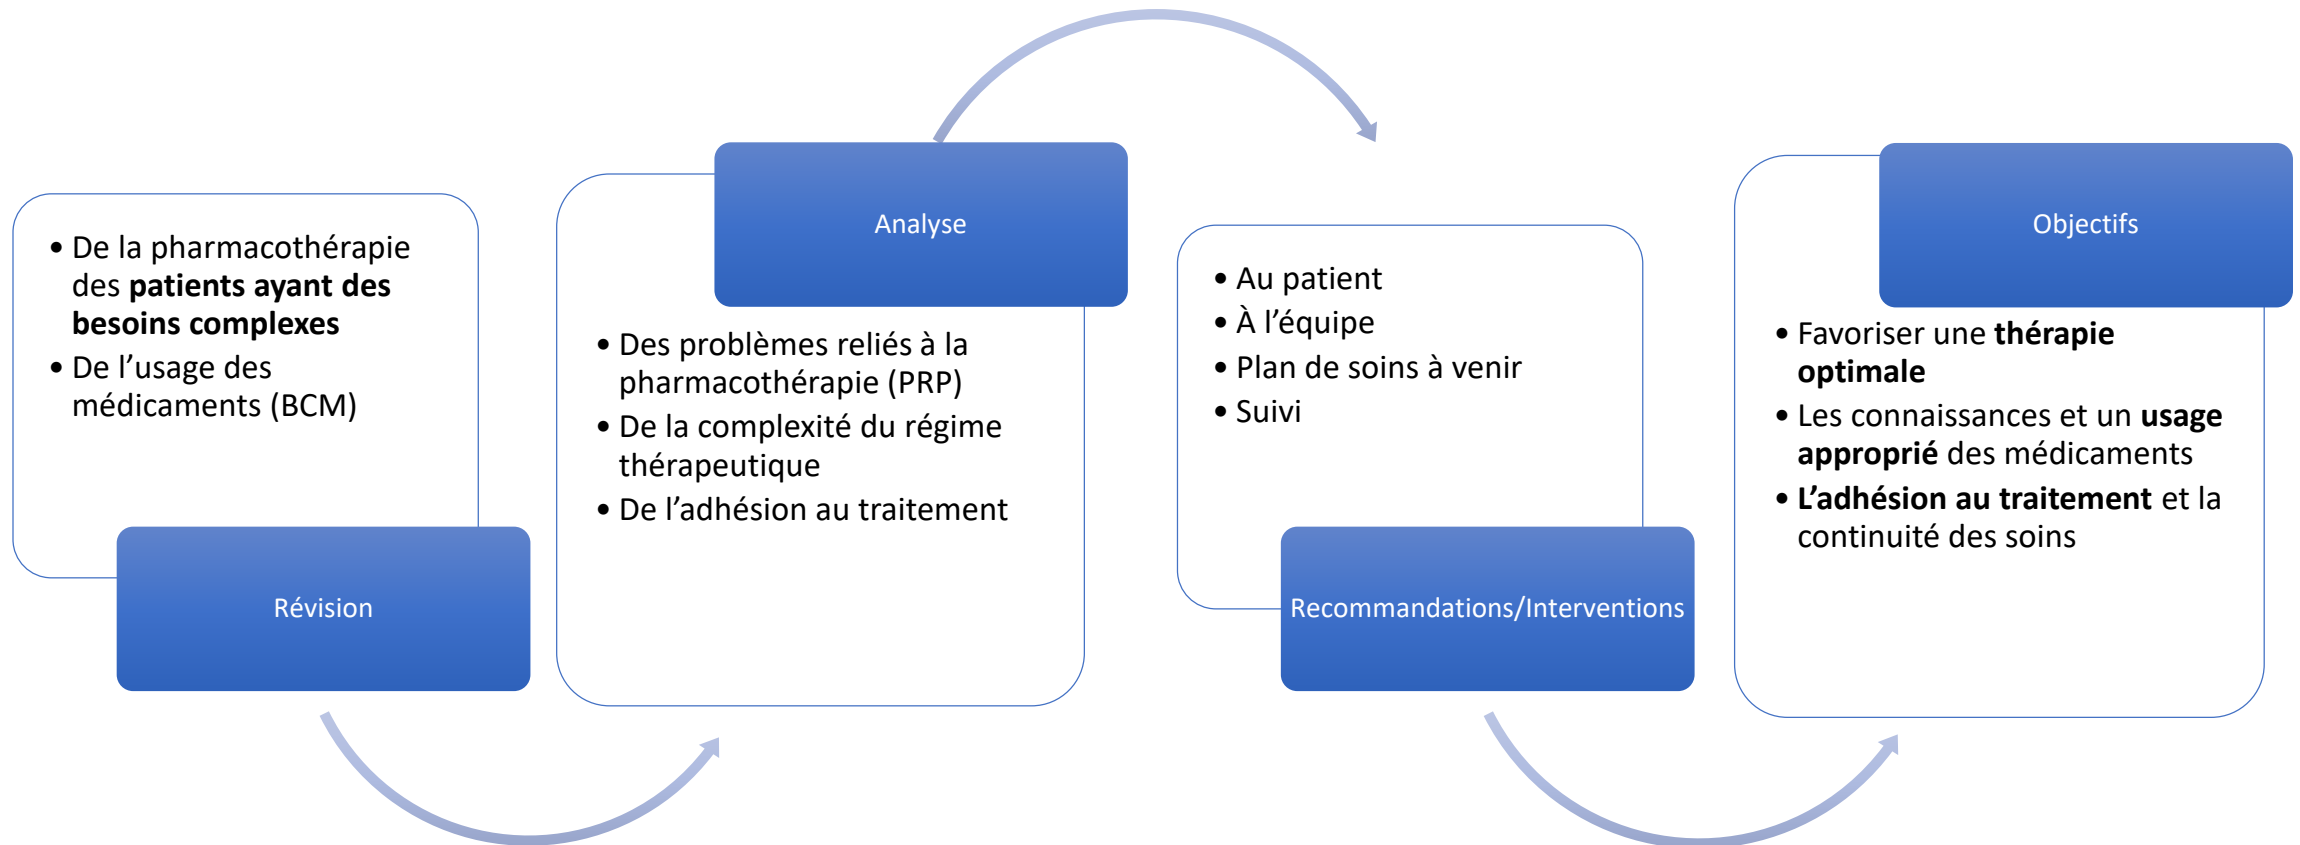 • De la pharmacothérapie
des patients ayant des
besoins complexes
• De l’usage des
médicaments (BCM)
Révision
Analyse
• Des problèmes reliés à la
pharmacothérapie (PRP)
• De la complexité du régime
thérapeutique
• De l’adhésion au traitement
• Au patient
• À l’équipe
• Plan de soins à venir
• Suivi
Recommandations/Interventions
Objectifs
• Favoriser une thérapie
optimale
• Les connaissances et un usage
approprié des médicaments
• L’adhésion au traitement et la
continuité des soins